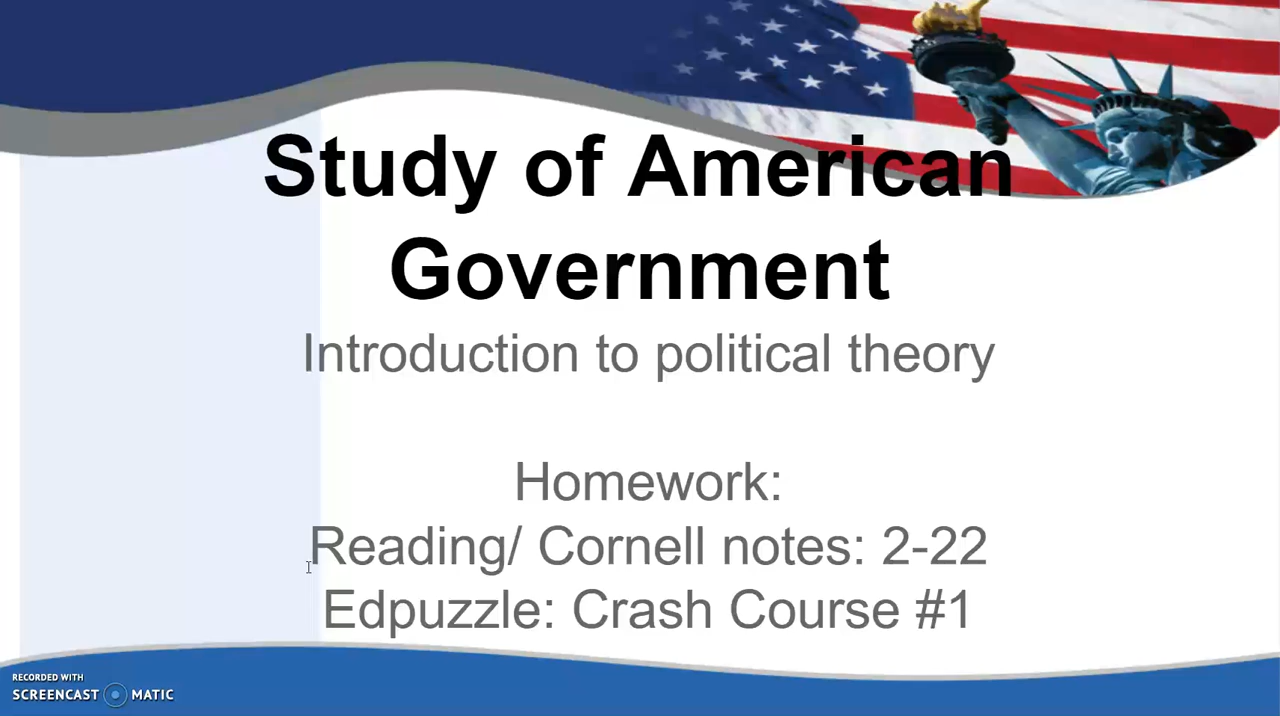 Study of American
Government
Introduction to political theory
Homework:
Reading/ Cornell notes: 2-22
Edpuzzle: Crash Course #1
RECORDED WITH
SCREENCAST MATIC